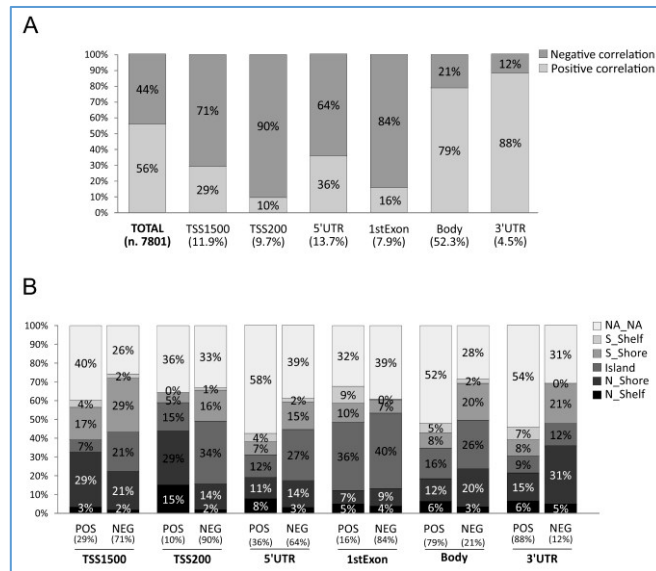 A
100%
90%
80%
70%
60%
50%
40%
30%
20%
10%
0%
44%
71%
90%
64%
84%
21%
12%
56%
29%
10%
36%
16%
79%
88%
Negative correlation
Positive correlation
TOTAL TSS1500 TSS200 5'UTR 1stExon Body 3'UTR
(n. 7801) (11.9%) (9.7%) (13.7%) (7.9%) (52.3%) (4.5%)
B
100%
90%
80%
70%
60%
50%
40%
30%
20%
10%
0%
40% 26% 36% 33% 58% 39% 32% 39% 52% 28% 54% 31%
4% 2% 0% 1% 4% 2% 9% 0% 5% 2% 7% 0%
17% 29% 5% 16% 7% 15% 10% 7% 8% 20% 8% 21%
7% 21% 15% 34% 12% 27% 36% 40% 16% 26% 9% 12%
29% 21% 29% 14% 11% 14% 7% 9% 12% 20% 15% 31%
3% 2% 15% 2% 8% 3% 5% 4% 6% 3% 6% 5%
NA_NA
S_Shelf
S_Shore
Island
N_Shore
N_Shelf
POS NEG POS NEG POS NEG POS NEG POS NEG POS NEG
(29%) (71%) (10%) (90%) (36%) (64%) (16%) (84%) (79%) (21%) (88%) (12%)
TSS1500 TSS200 5'UTR 1stExon Body 3'UTR